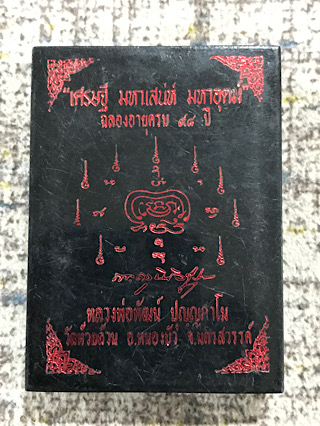 "เศรษฐี มหาเสน่ห์ มหาอุตม์"
ฉลองอายุครบ ๙๘ ปี
หลวงพ่อพัฒน์ ปุญญกาโม
วัดห้วยด้วน อ.หนองบัว จ.นครสวรรค์